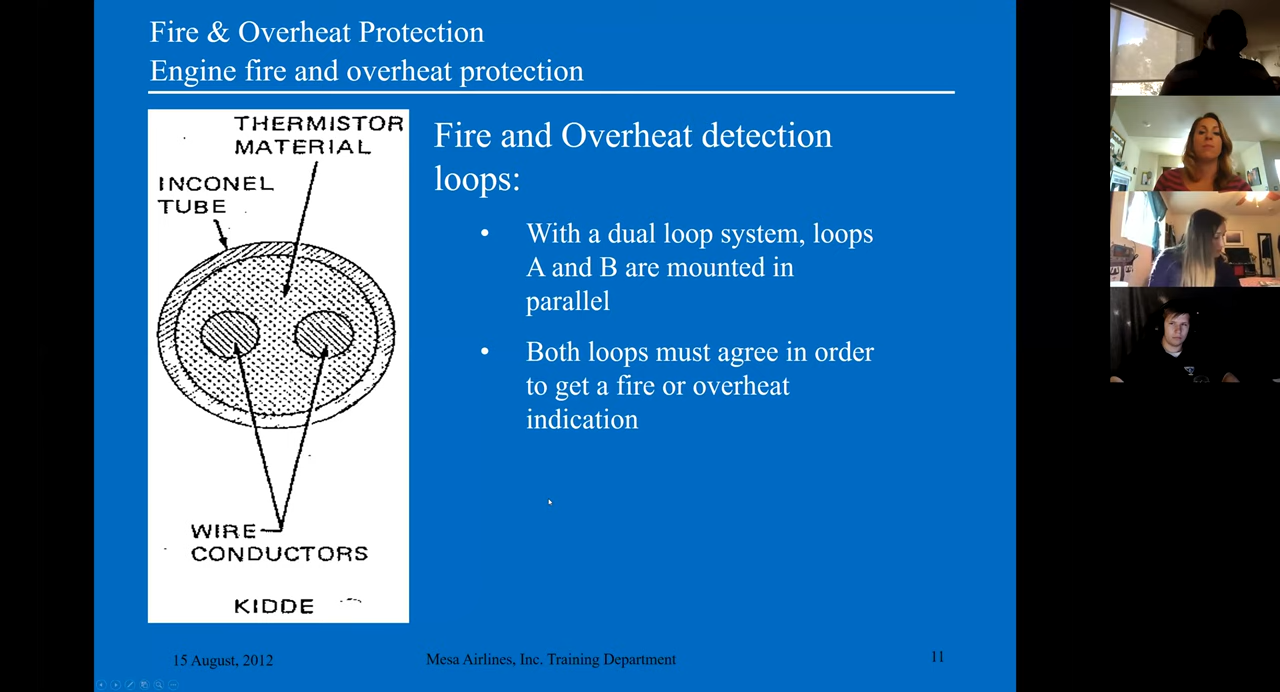 Fire & Overheat Protection
Engine fire and overheat protection
THERMISTOR
MATERIAL
INCONEL
TUBE
WIRE
CONDUCTORS
KIDDE
Fire and Overheat detection
loops:
• With a dual loop system, loops
A and B are mounted in
parallel
• Both loops must agree in order
to get a fire or overheat
indication
15 August, 2012
Mesa Airlines, Inc. Training Department
11